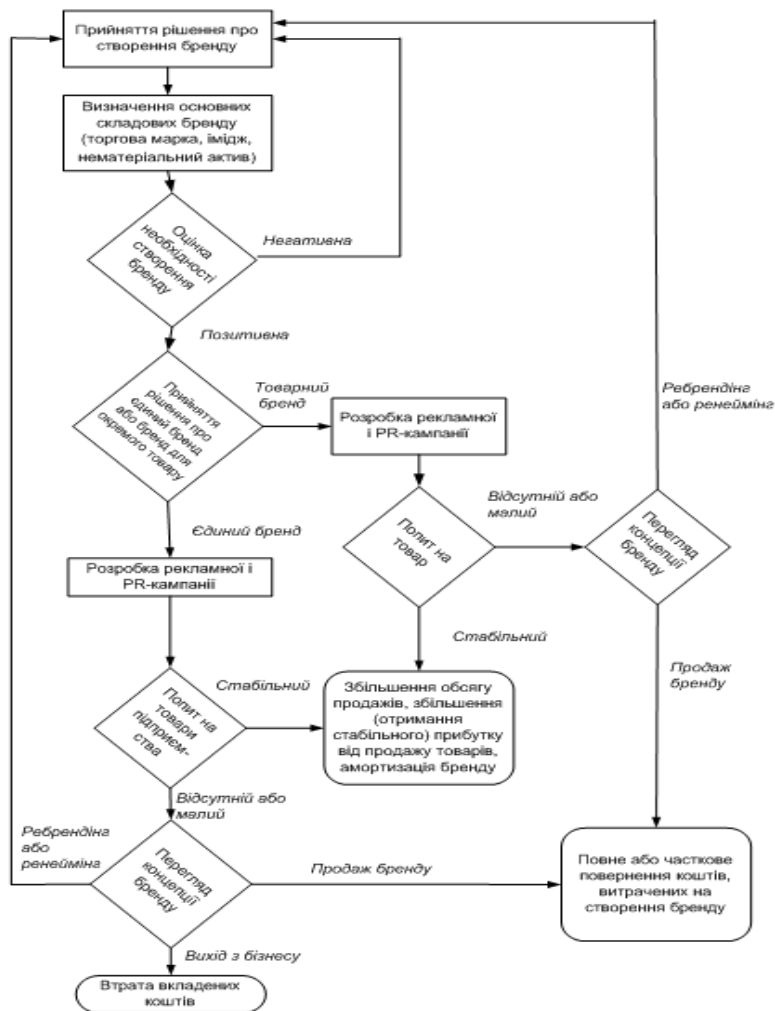 Прийняття рішення про
створення бренду
Визначення основних
складових бренду
(торгова марка, імідж,
нематеріальний актив)
Оцінка
необхідності
створення
бренду
Негативна
Позитивна
Прийняття
рішення про
єдиний бренд
або бренд для
окремого товару
Товарний
бренд
Розробка рекламної
і PR-кампанії
Ребрендінг
або ренеймінг
Єдиний бренд
Попит на
товар
Відсутній або
малий
Перегляд
концепції
бренду
Розробка рекламної і
PR-кампанії
Стабільний
Продаж
бренду
Попит на
товари
підприєм-
ства
Стабільний
Збільшення обсягу
продажів, збільшення
(отримання
стабільного) прибутку
від продажу товарів,
амортизація бренду
Відсутній або
малий
Ребрендінг
або
ренеймінг
Перегляд
концепції
бренду
Продаж бренду
Повне або часткове
повернення коштів,
витрачених на
створення бренду
Вихід з бізнесу
Втрата вкладених
коштів